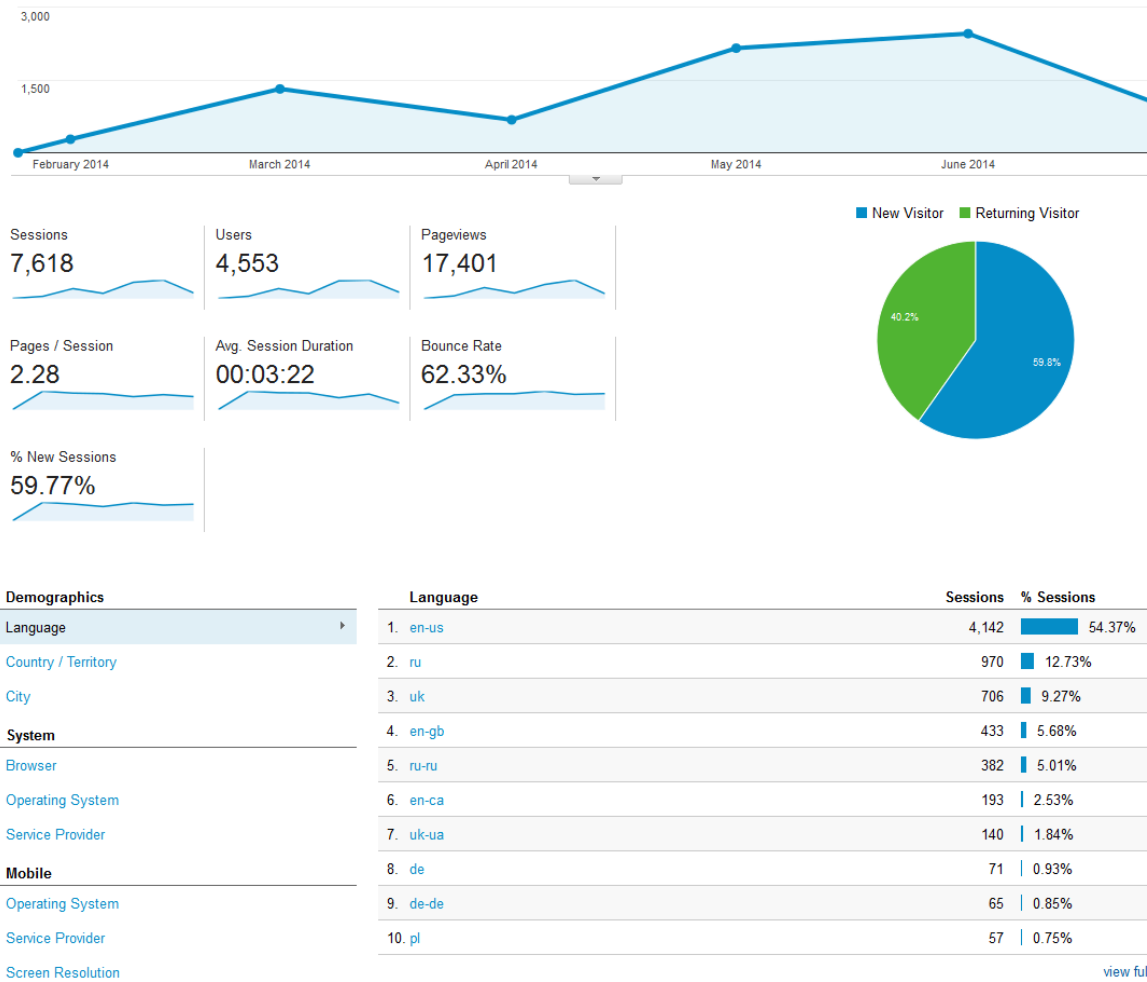 3,000
1,500
February 2014 March 2014 April 2014 May 2014 June 2014
New Visitor Returning Visitor
Sessions Users Pageviews
7,618 4,553 17,401
40.2%
59.8%
Pages / Session Avg. Session Duration Bounce Rate
2.28 00:03:22 62.33%
% New Sessions
59.77%
Demographics
Language
Country / Territory
City
System
Browser
Operating System
Service Provider
Mobile
Operating System
Service Provider
Screen Resolution
Language Sessions % Sessions
1. en-us 4,142 54.37%
2. ru 970 12.73%
3. uk 706 9.27%
4. en-gb 433 5.68%
5. ru-ru 382 5.01%
6. en-ca 193 2.53%
7. uk-ua 140 1.84%
8. de 71 0.93%
9. de-de 65 0.85%
10. pl 57 0.75%
view ful